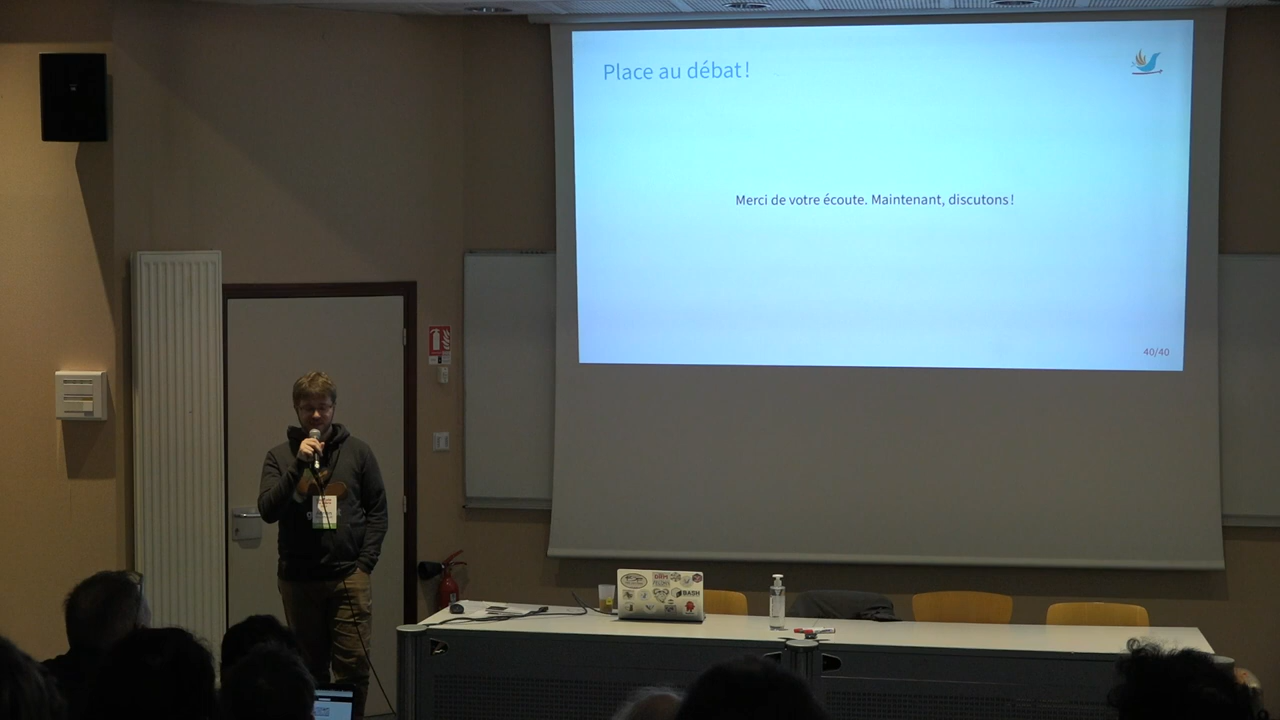 Place au débat !
Merci de votre écoute. Maintenant, discutons !
40/40
BASH